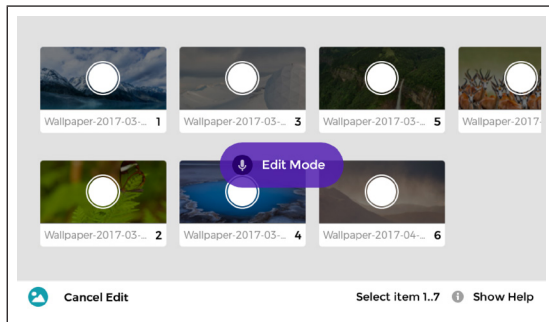 Wallpaper-2017-03-... 1
Wallpaper-2017-03-... 3
Wallpaper-2017-03-... 5
Wallpaper-2017-
Edit Mode
Wallpaper-2017-03-... 2
Wallpaper-2017-03-... 4
Wallpaper-2017-04-... 6
Cancel Edit
Select item 1..7
Show Help